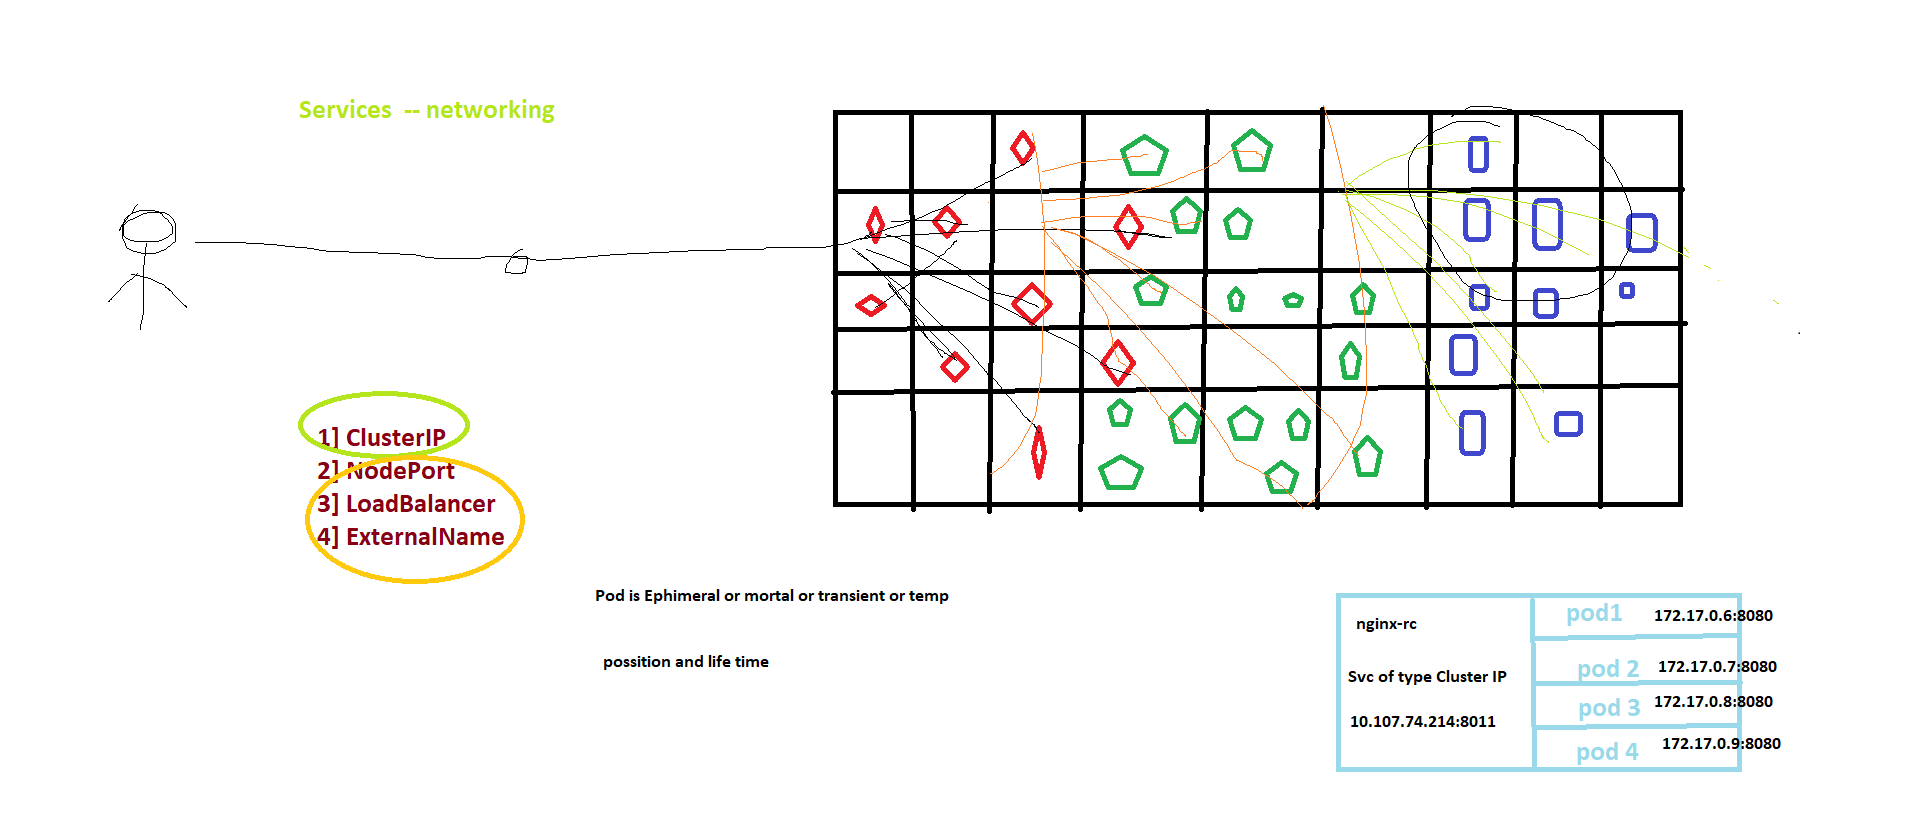 Services -- networking
1] ClusterIP
2] NodePort
3] LoadBalancer
4] ExternalName
Pod is Ephimeral or mortal or transient or temp
possition and life time
nginx-rc
Svc of type Cluster IP
10.107.74.214:8011
pod1 172.17.0.6:8080
pod 2 172.17.0.7:8080
pod 3 172.17.0.8:8080
pod 4 172.17.0.9:8080